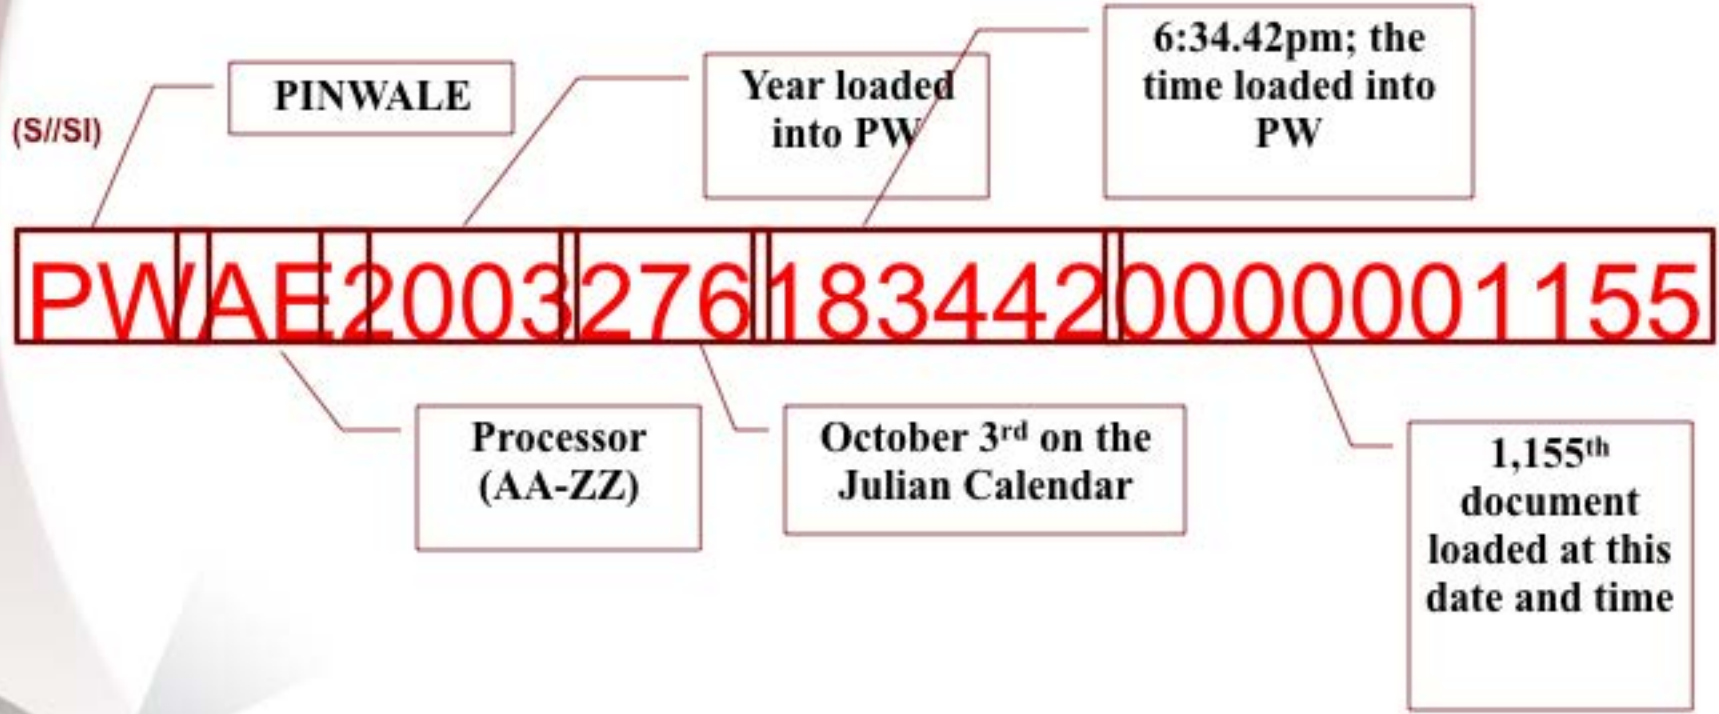 6:34.42pm; the
time loaded into
PW
Year loaded
into PW
PINWALE
(S//SI)
PWAE20032761834420000001155
Processor
(AA-ZZ)
October 3rd on the
Julian Calendar
1,155th
document
loaded at this
date and time